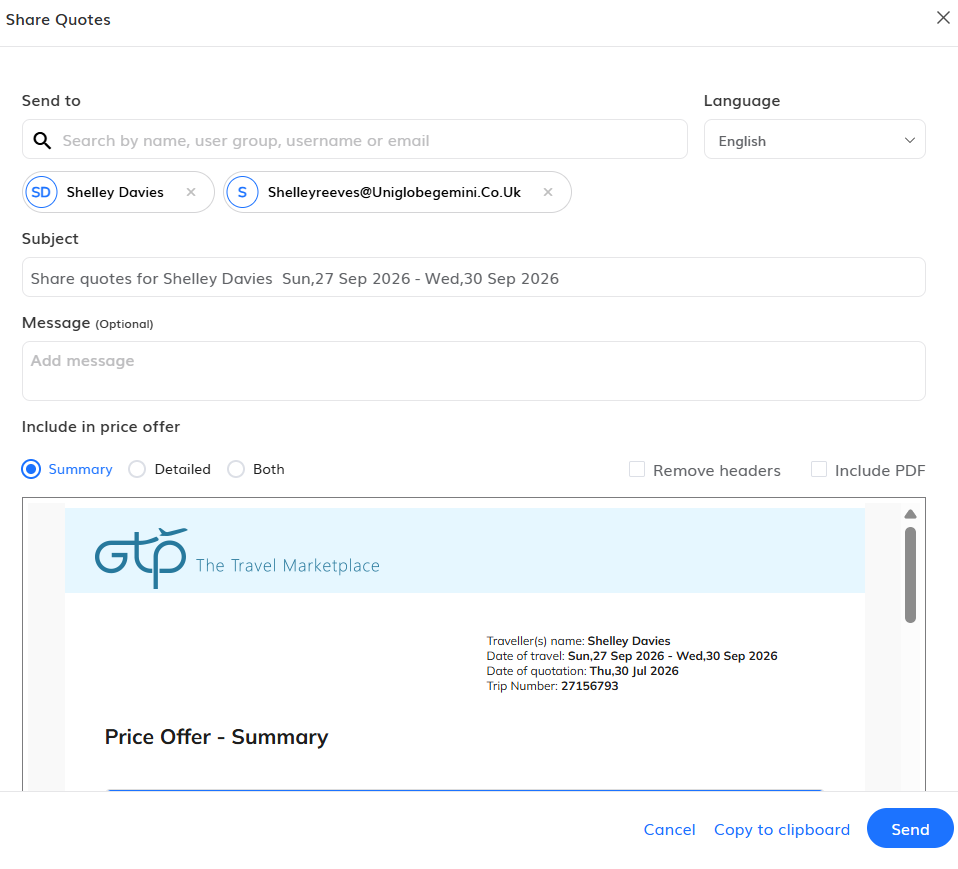 Share Quotes
Send to
Language
Search by name, user group, username or email
English
SD Shelley Davies
S Shelleyreeves@Uniglobegemini.Co.Uk
Subject
Share quotes for Shelley Davies  Sun,27 Sep 2026 - Wed,30 Sep 2026
Message (Optional)
Add message
Include in price offer
Summary
Detailed
Both
Remove headers
Include PDF
Gtp The Travel Marketplace
Traveller(s) name: Shelley Davies
Date of travel: Sun,27 Sep 2026 - Wed,30 Sep 2026
Date of quotation: Thu,30 Jul 2026
Trip Number: 27156793
Price Offer - Summary
Cancel
Copy to clipboard
Send